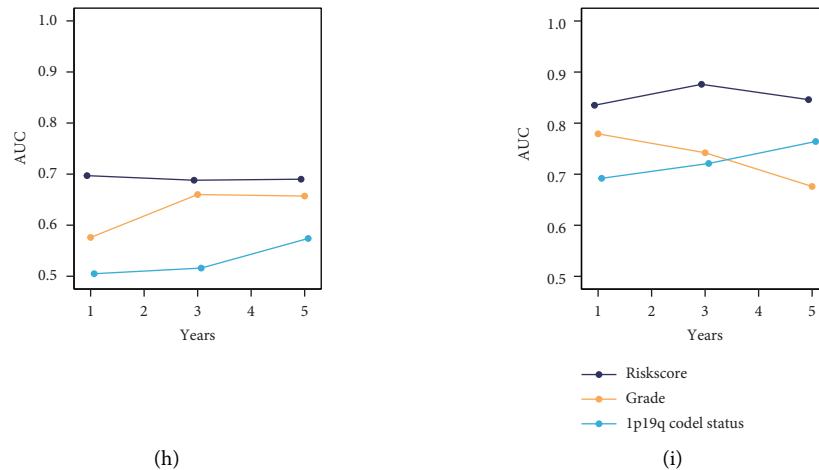 1.0
0.9
0.8
0.7
0.6
0.5
AUC
1 2 3 4 5
Years
(h)
1.0
0.9
0.8
0.7
0.6
0.5
AUC
1 2 3 4 5
Years
Riskscore
Grade
1p19q codel status
(i)